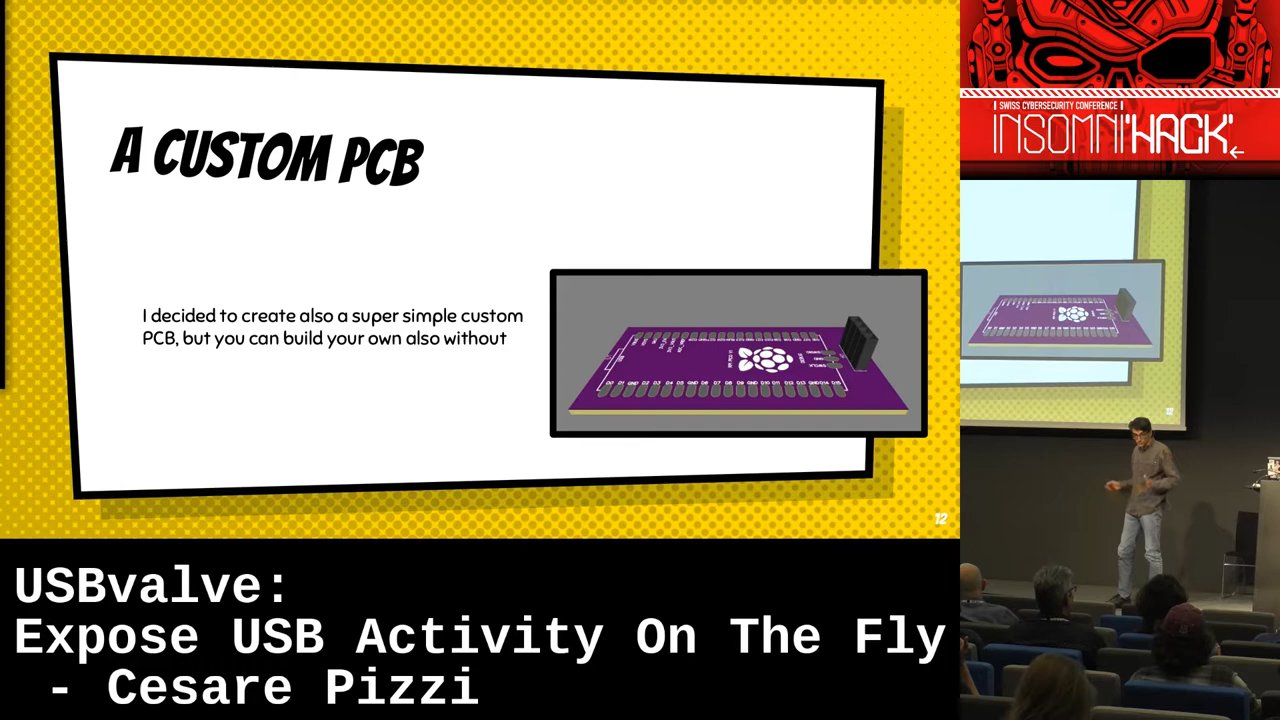 A CUSTOM PCB
I decided to create also a super simple custom
PCB, but you can build your own also without
12
SWISS CYBERSECURITY CONFERENCE
INSOMNI'HACK'
USBvalve:
Expose USB Activity On The Fly
- Cesare Pizzi